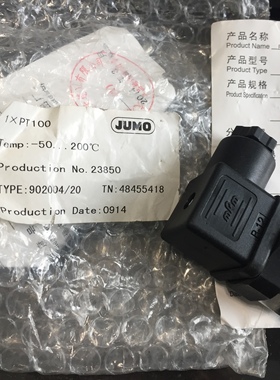 产品名称
Product Name
产品型号
Product Type
产品规格
Product Specification
1XPT100
JUMO
Temp:-50...200℃
Production No.23850
TYPE:902004/20
TN:48455418
Production Date:0914